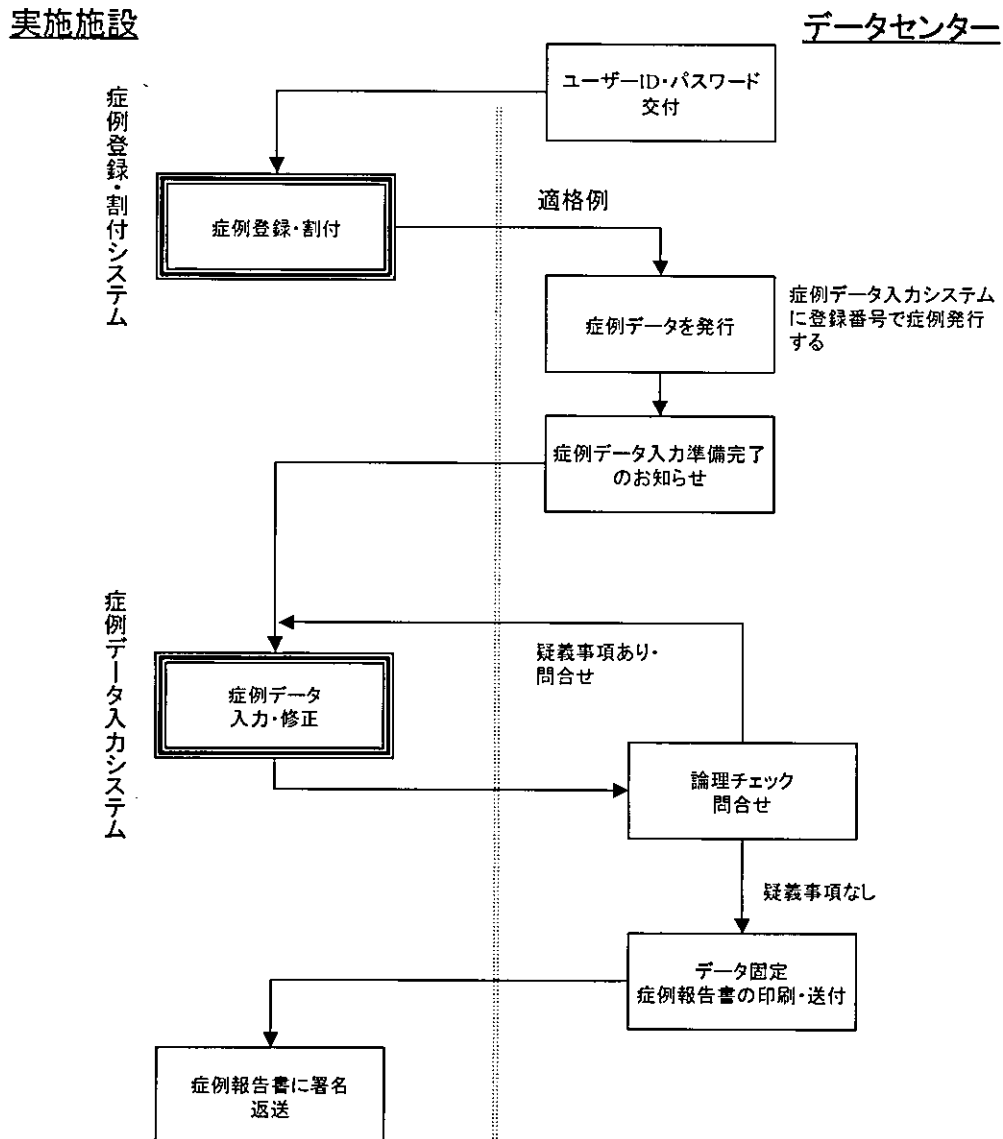 実施施設
データセンター
症例登録・割付システム
ユーザーID・パスワード
交付
症例登録・割付
適格例
症例データを発行
症例データ入力システム
に登録番号で症例発行
する
症例データ入力準備完了
のお知らせ
症例データ入力システム
疑義事項あり・
問合せ
症例データ
入力・修正
論理チェック
問合せ
疑義事項なし
データ固定
症例報告書の印刷・送付
症例報告書に署名
返送